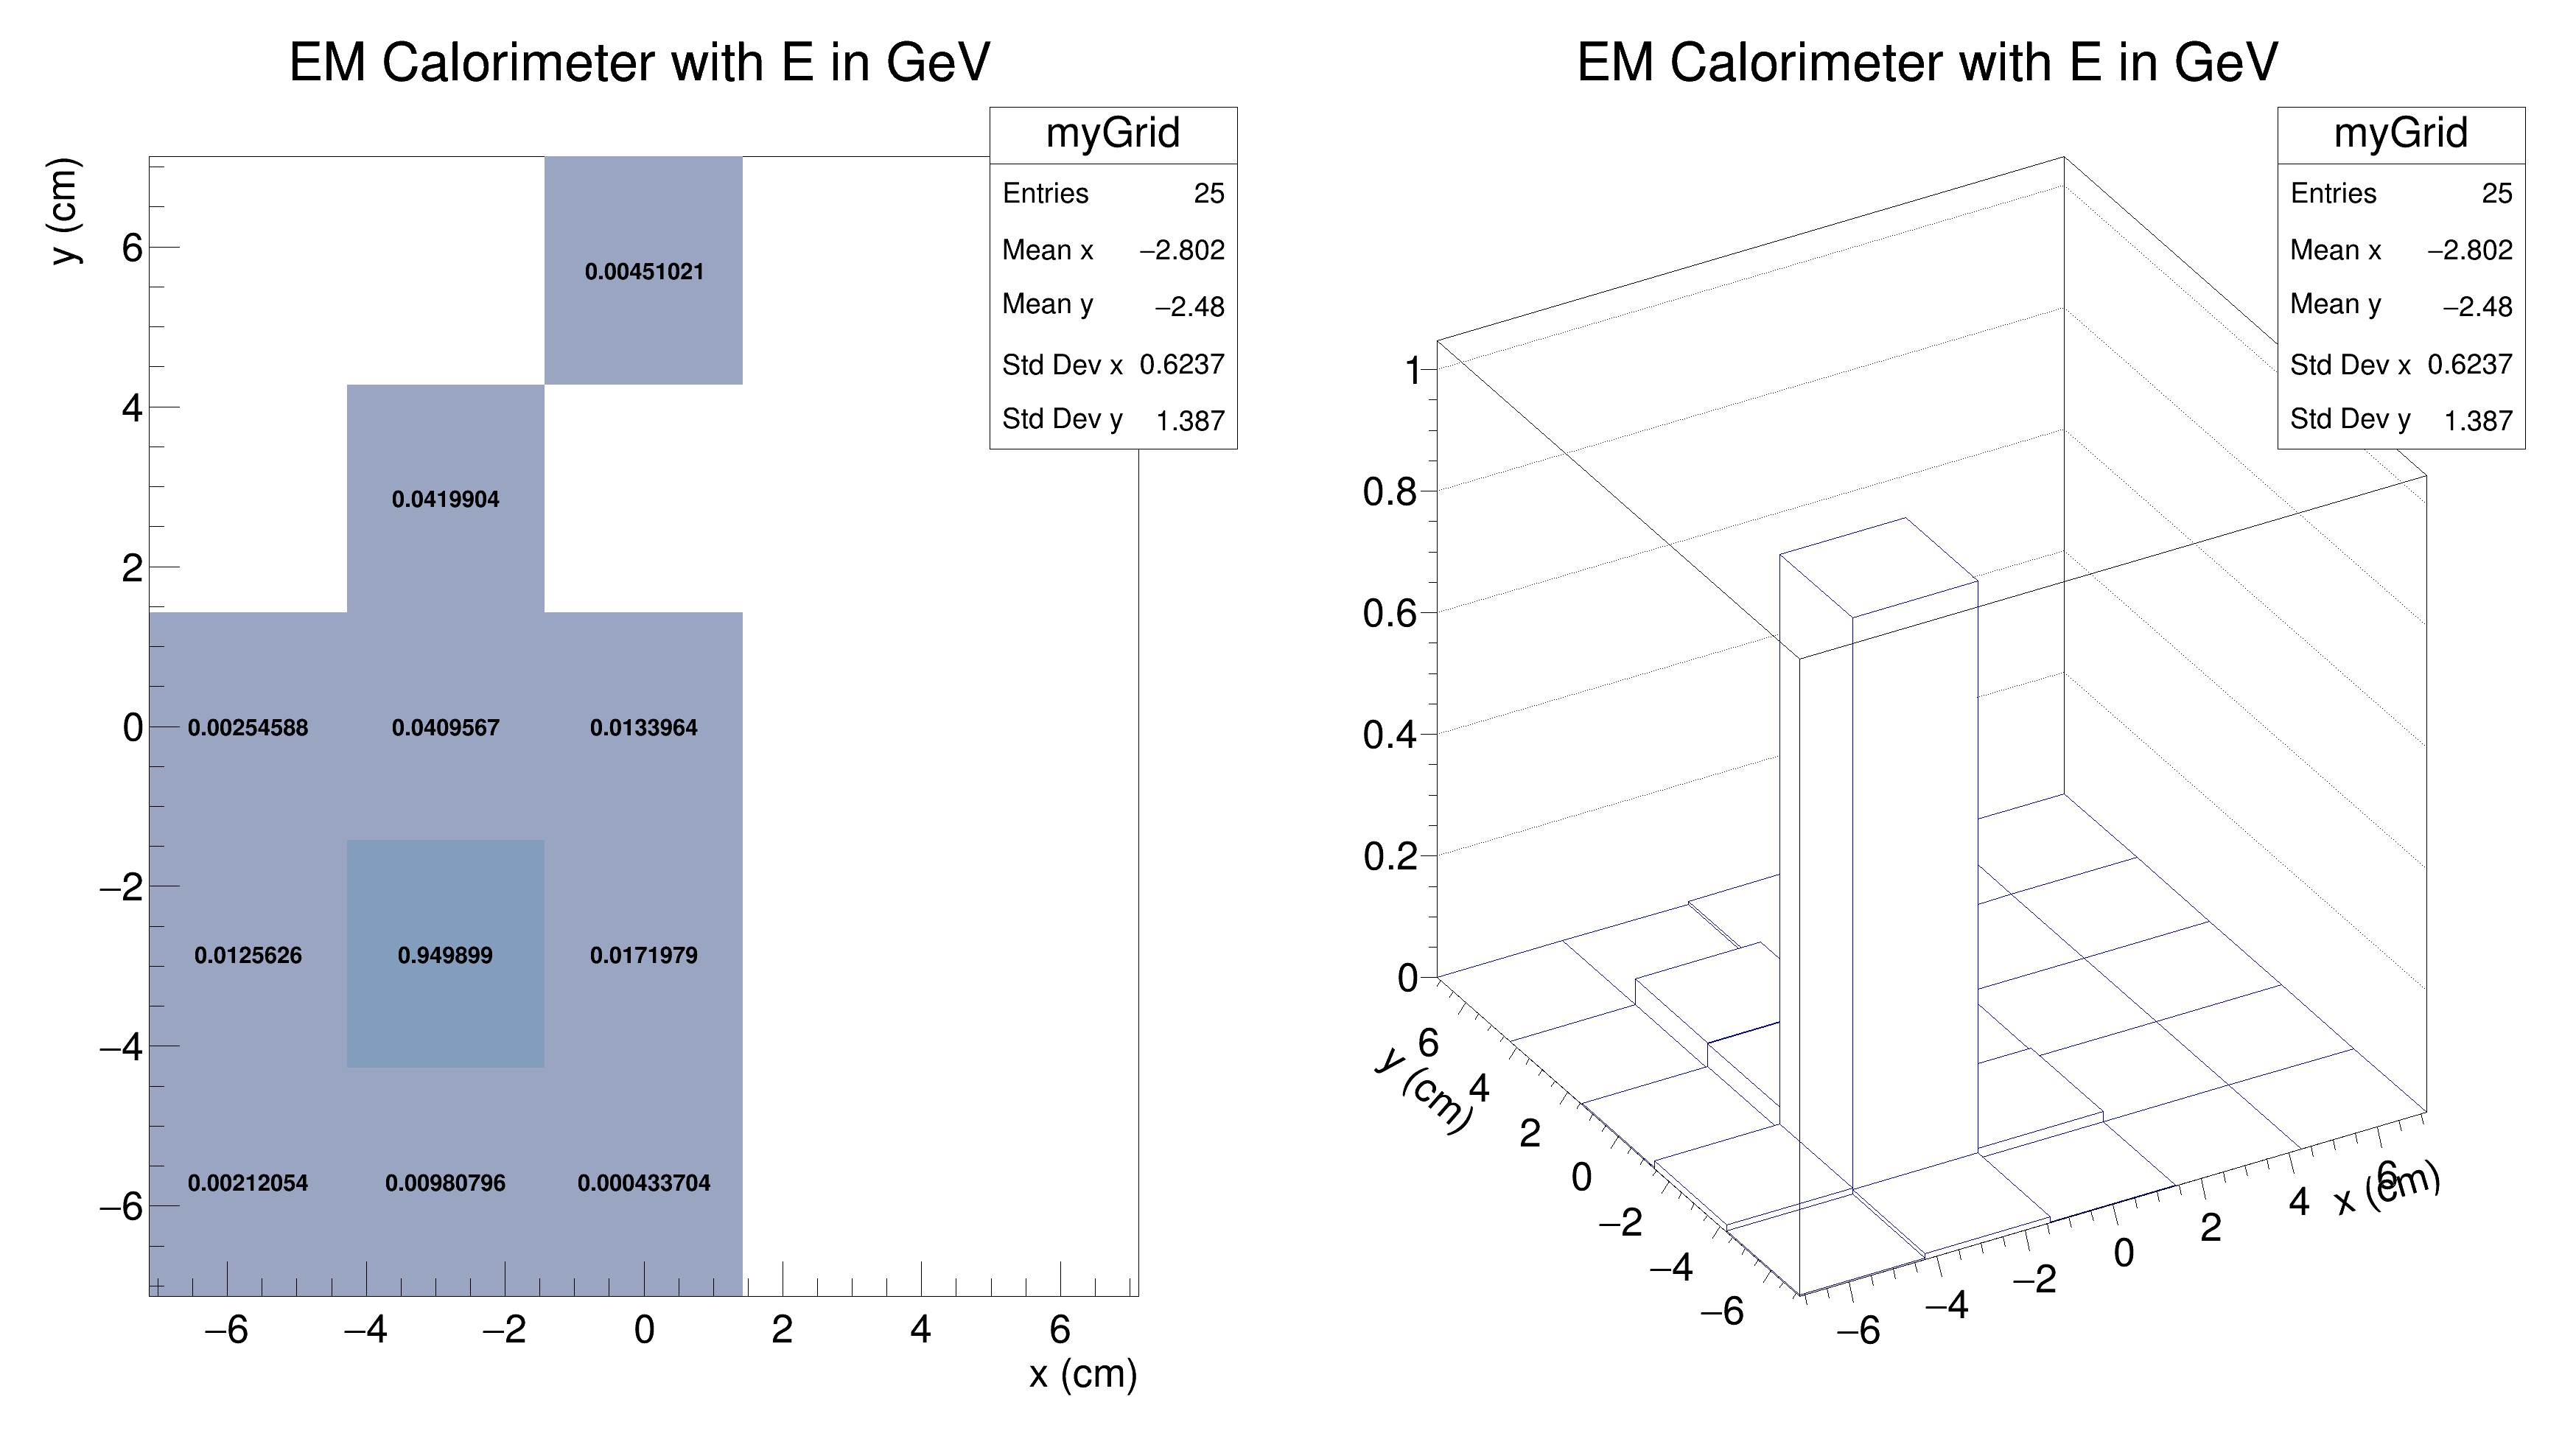 EM Calorimeter with E in GeV
myGrid
Entries 25
Mean x −2.802
Mean y −2.48
Std Dev x 0.6237
Std Dev y 1.387
y (cm)
6
4
2
0
−2
−4
−6
0.00451021
0.0419904
0.00254588 0.0409567 0.0133964
0.0125626 0.949899 0.0171979
0.00212054 0.00980796 0.000433704
−6 −4 −2 0 2 4 6
x (cm)
EM Calorimeter with E in GeV
myGrid
Entries 25
Mean x −2.802
Mean y −2.48
Std Dev x 0.6237
Std Dev y 1.387
1
0.8
0.6
0.4
0.2
0
6
4
2
0
−2
−4
−6
y (cm)
−6
−4
−2
0
2
4
6
x (cm)